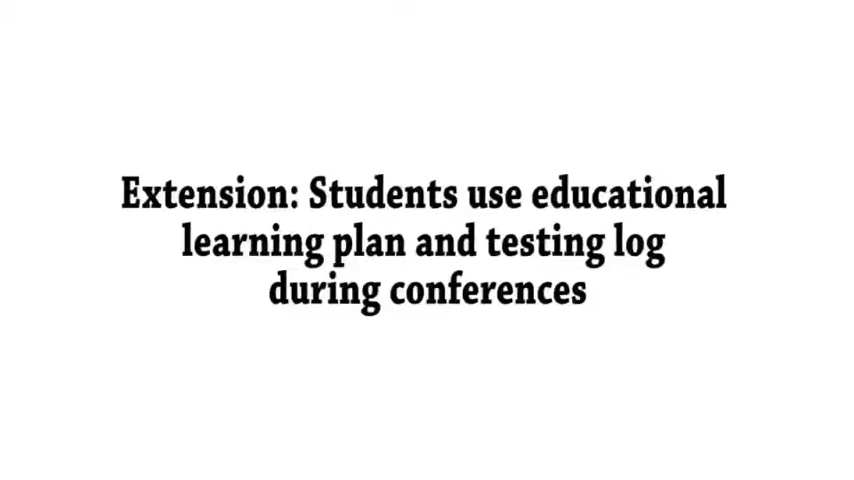 Extension: Students use educational
learning plan and testing log
during conferences